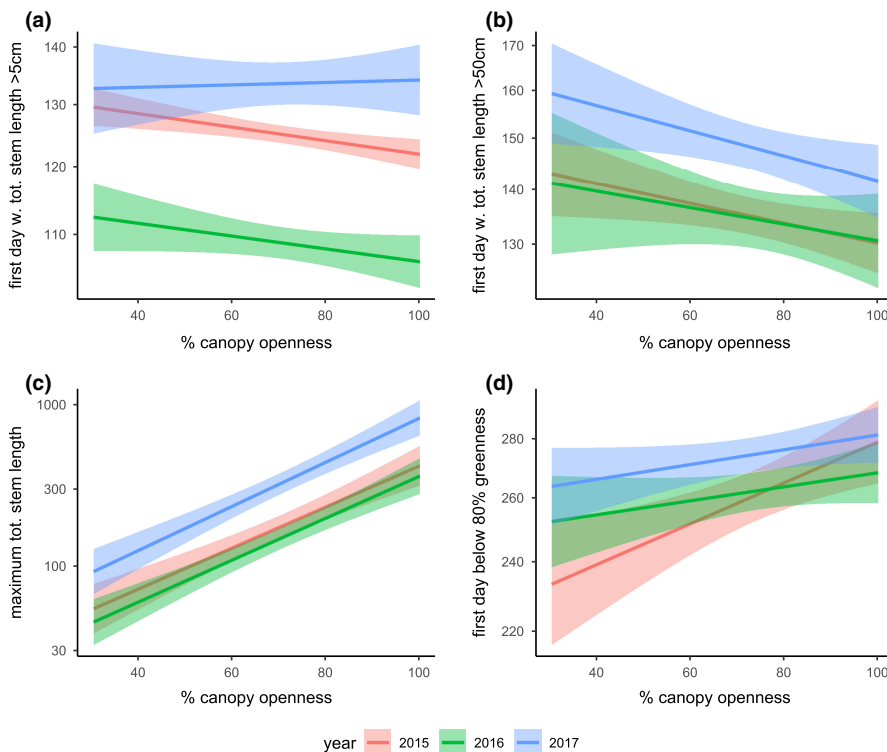 (a)
first day w. tot. stem length >5cm
140
130
120
110
40 60 80 100
% canopy openness
(b)
first day w. tot. stem length >50cm
170
160
150
140
130
40 60 80 100
% canopy openness
(c)
maximum tot. stem length
1000
300
100
30
40 60 80 100
% canopy openness
(d)
first day below 80% greenness
280
260
240
220
40 60 80 100
% canopy openness
year 2015 2016 2017